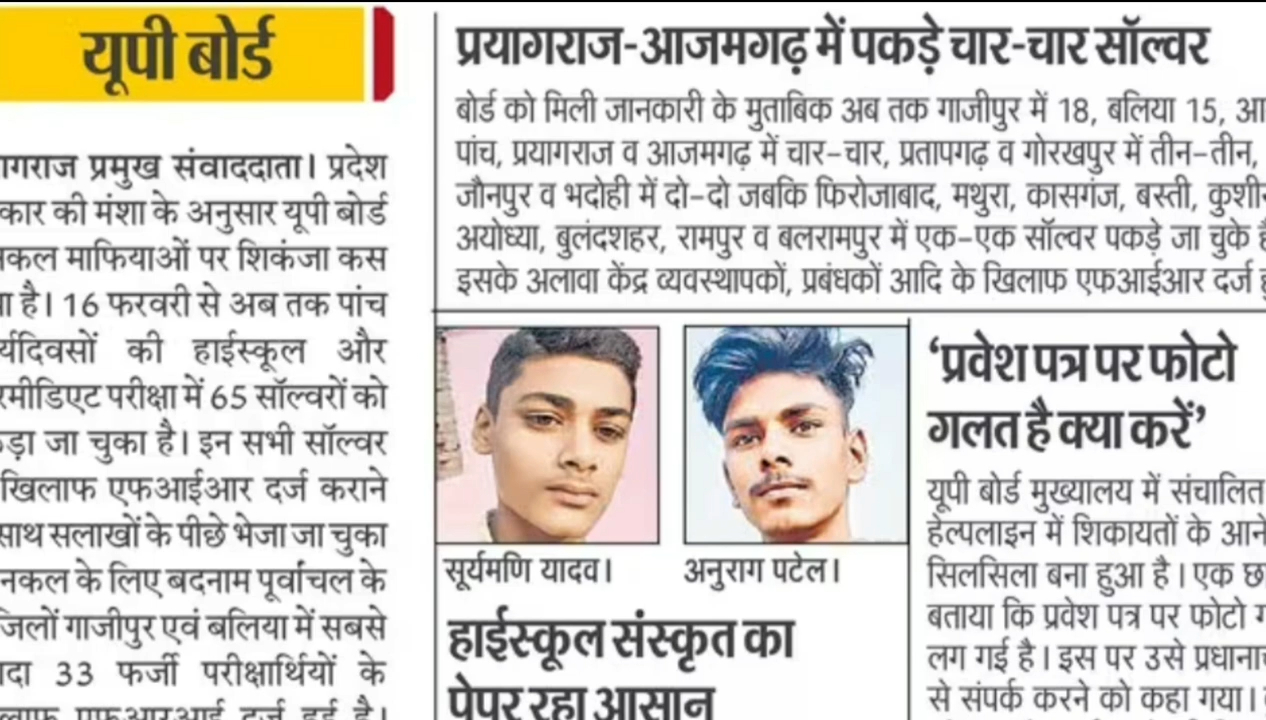 यूपी बोर्ड
प्रमुख संवाददाता। प्रदेश
की मंशा के अनुसार यूपी बोर्ड
माफियाओं पर शिकंजा कस
है। 16 फरवरी से अब तक पांच
की हाईस्कूल और
परीक्षा में 65 सॉल्वरों को
जा चुका है। इन सभी सॉल्वर
खिलाफ एफआईआर दर्ज कराने
साथ सलाखों के पीछे भेजा जा चुका
नकल के लिए बदनाम पूर्वांचल के
जिलों गाजीपुर एवं बलिया में सबसे
33 फर्जी परीक्षार्थियों के
एफआरआई दर्ज हुई है।
प्रयागराज-आजमगढ़ में पकड़े चार-चार सॉल्वर
बोर्ड को मिली जानकारी के मुताबिक अब तक गाजीपुर में 18, बलिया 15,
पांच, प्रयागराज व आजमगढ़ में चार-चार, प्रतापगढ़ व गोरखपुर में तीन-तीन,
जौनपुर व भदोही में दो-दो जबकि फिरोजाबाद, मथुरा, कासगंज, बस्ती,
अयोध्या, बुलंदशहर, रामपुर व बलरामपुर में एक-एक सॉल्वर पकड़े जा चुके
इसके अलावा केंद्र व्यवस्थापकों, प्रबंधकों आदि के खिलाफ एफआईआर दर्ज
सूर्यमणि यादव।
अनुराग पटेल।
हाईस्कूल संस्कृत का
पेपर रहा आसान
‘प्रवेश पत्र पर फोटो
गलत है क्या करें’
यूपी बोर्ड मुख्यालय में संचालित
हेल्पलाइन में शिकायतों के आने
सिलसिला बना हुआ है। एक
बताया कि प्रवेश पत्र पर फोटो
लग गई है। इस पर उसे
से संपर्क करने को कहा गया।